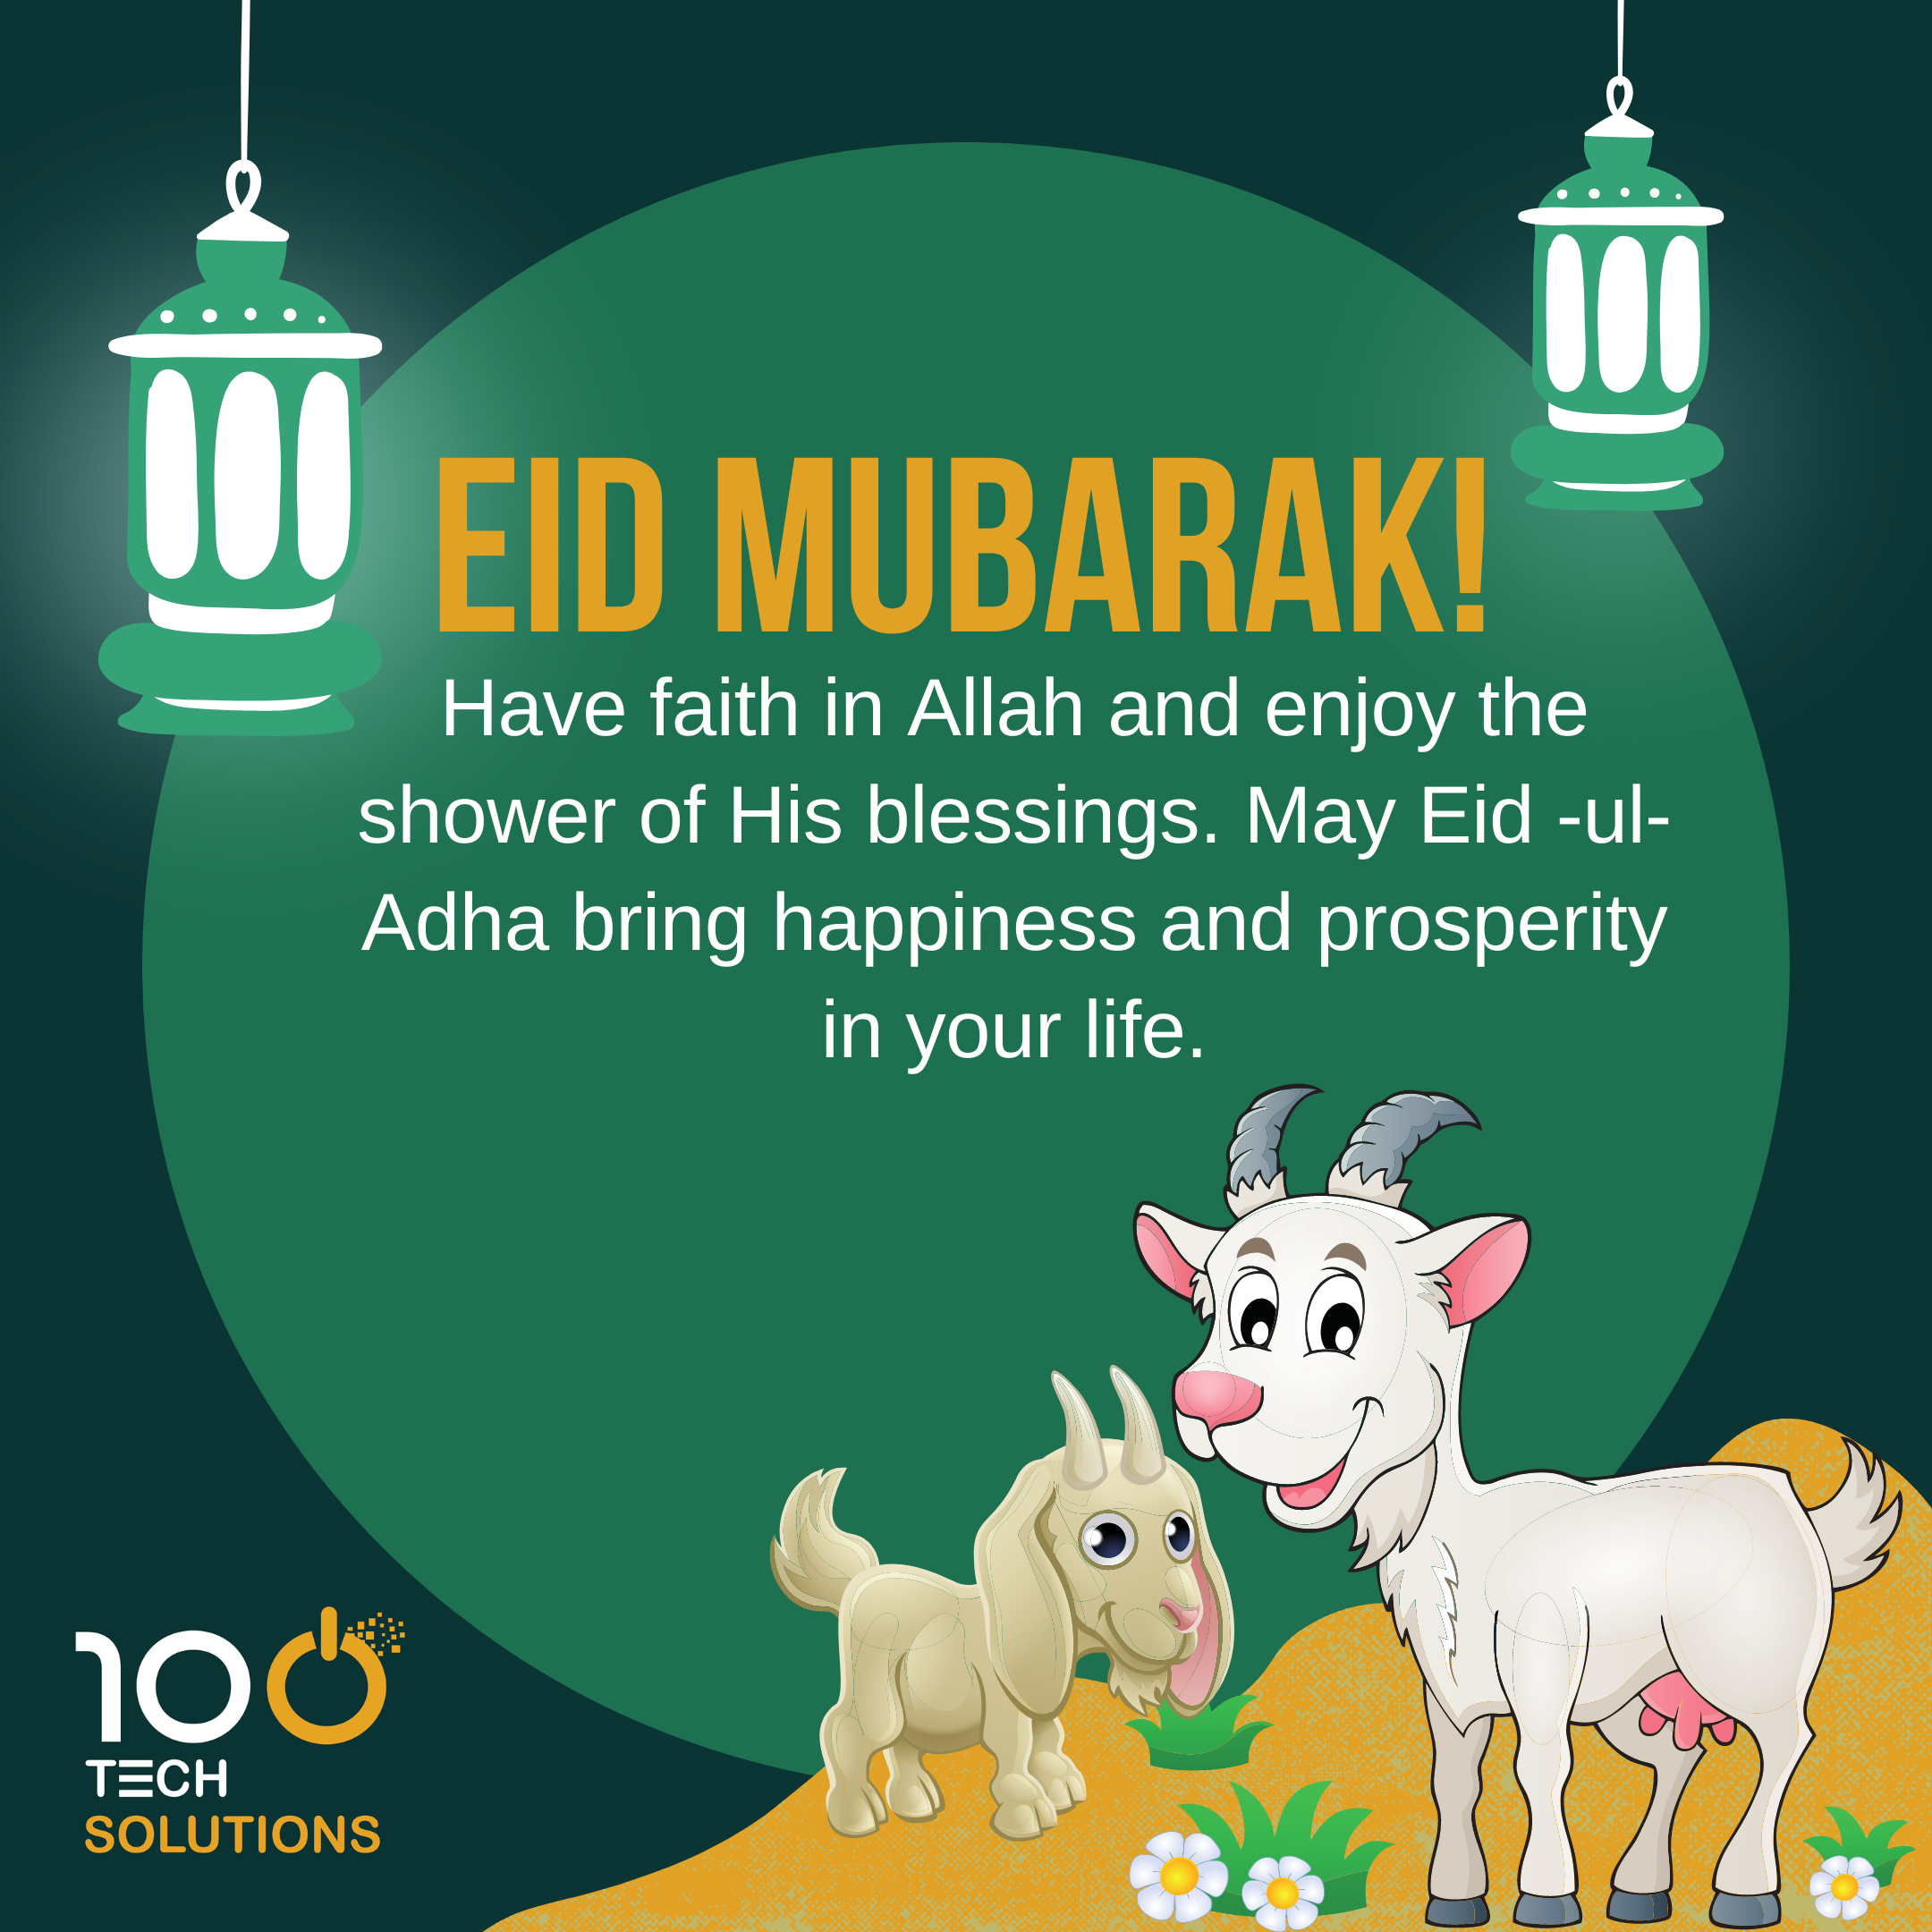 EID MUBARAK!
Have faith in Allah and enjoy the
shower of His blessings. May Eid -ul-
Adha bring happiness and prosperity
in your life.
100
TECH
SOLUTIONS